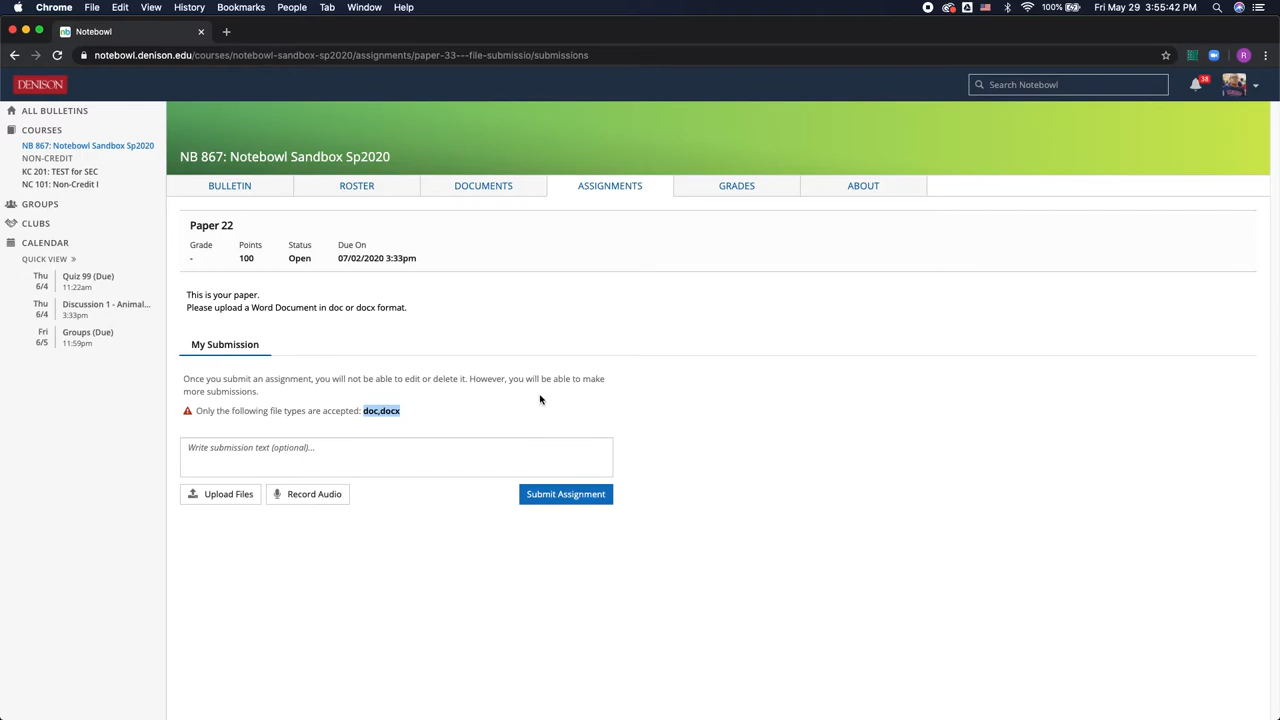 Chrome File Edit View History Bookmarks People Tab Window Help 100% Fri May 29 3:55:42 PM
nb Notebowl
notebowl.denison.edu/courses/notebowl-sandbox-sp2020/assignments/paper-33---file-submissio/submissions R
DENISON Search Notebowl 38
ALL BULLETINS
COURSES
NB 867: Notebowl Sandbox Sp2020
NON-CREDIT
KC 201: TEST for SEC
NC 101: Non-Credit I
GROUPS
CLUBS
CALENDAR
QUICK VIEW »
Thu Quiz 99 (Due)
6/4 11:22am
Thu Discussion 1 - Animal...
6/4 3:33pm
Fri Groups (Due)
6/5 11:59pm
NB 867: Notebowl Sandbox Sp2020
BULLETIN ROSTER DOCUMENTS ASSIGNMENTS GRADES ABOUT
Paper 22
Grade Points Status Due On
- 100 Open 07/02/2020 3:33pm
This is your paper.
Please upload a Word Document in doc or docx format.
My Submission
Once you submit an assignment, you will not be able to edit or delete it. However, you will be able to make
more submissions.
Only the following file types are accepted: doc,docx
Write submission text (optional)...
Upload Files Record Audio Submit Assignment